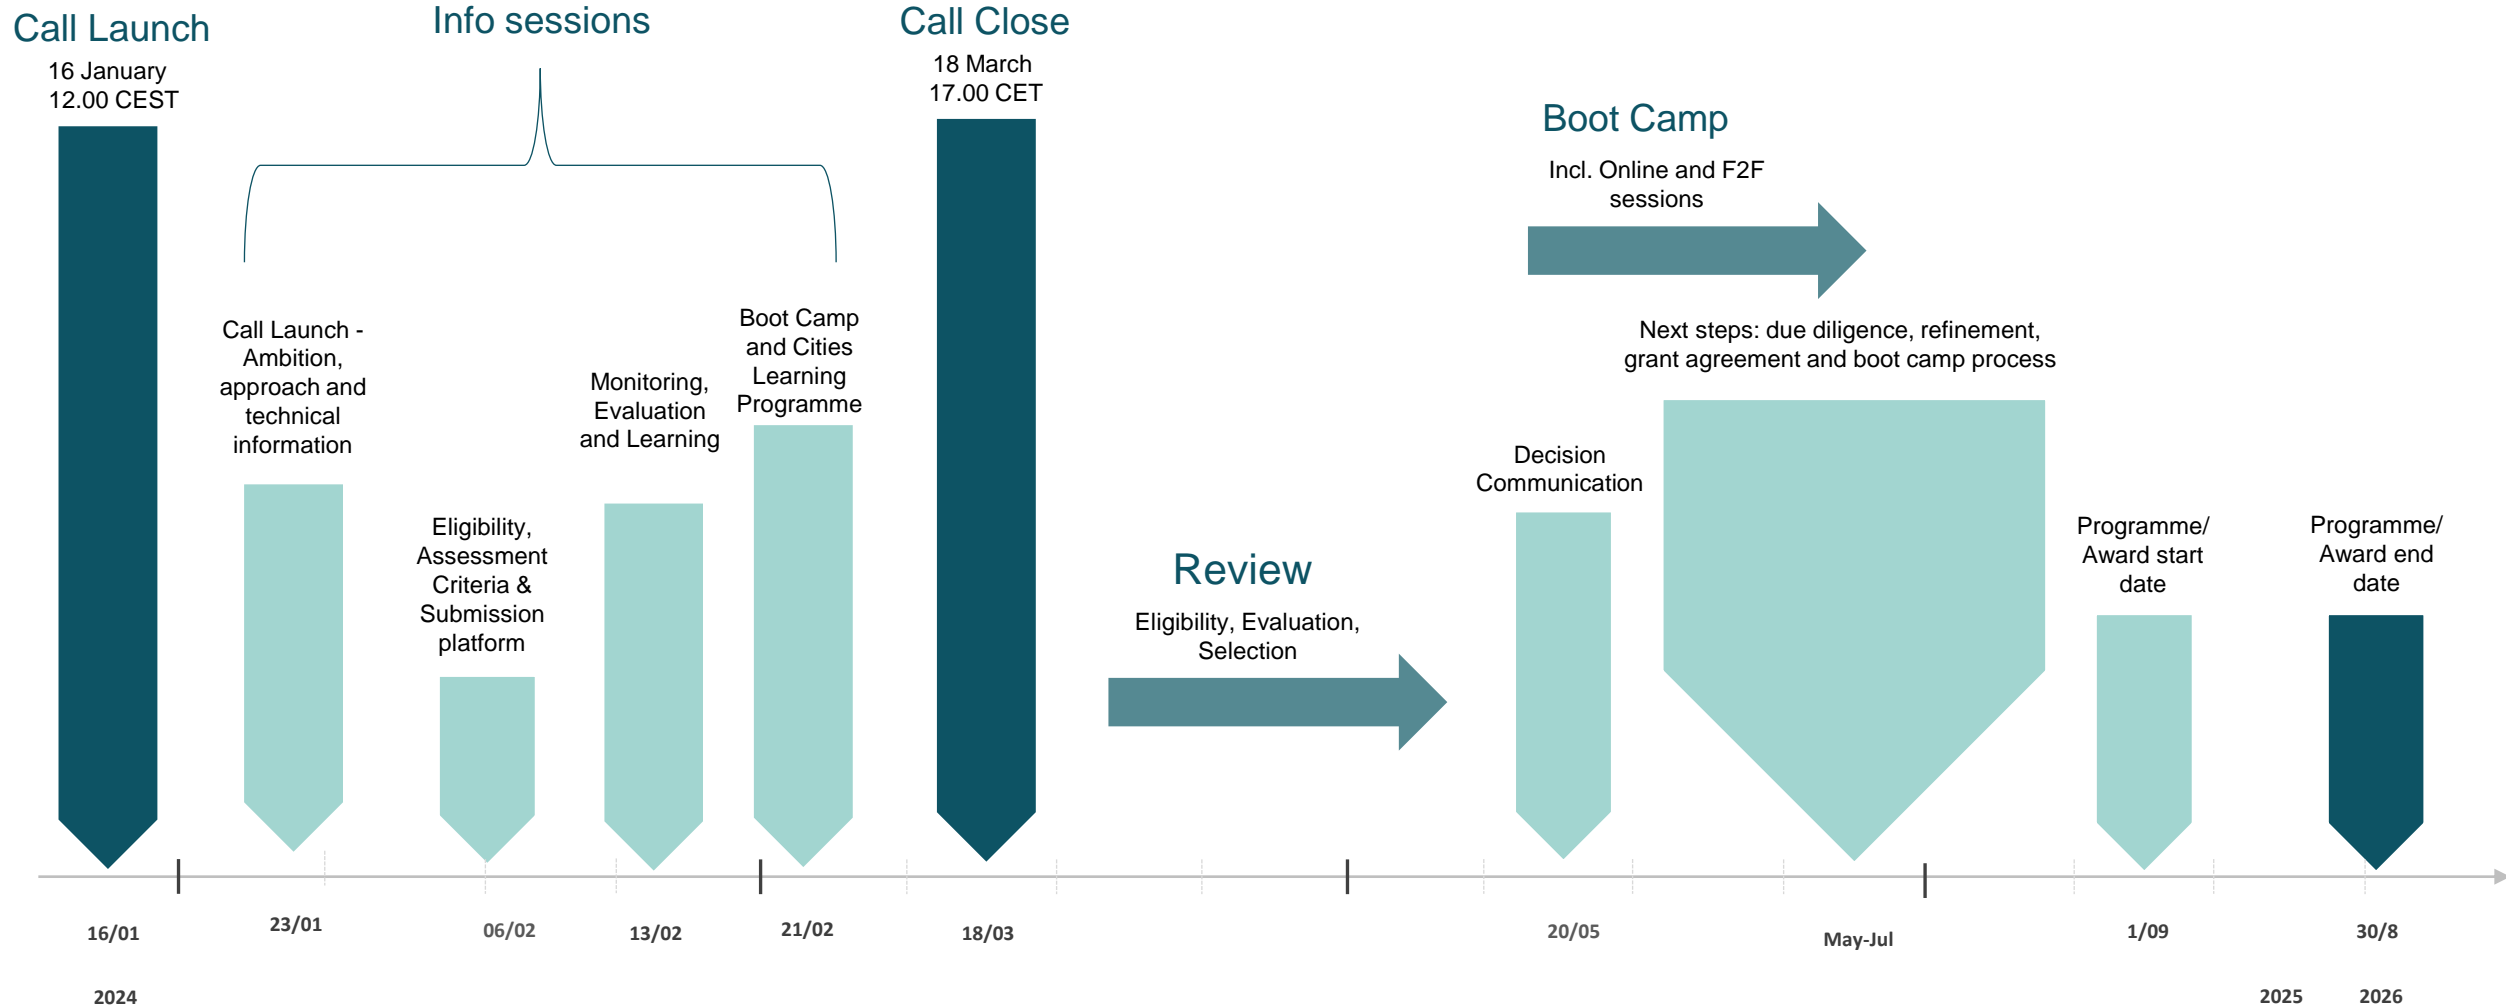 Call Launch
16 January
12.00 CEST
Info sessions
Call Close
18 March
17.00 CET
Boot Camp
Incl. Online and F2F
sessions
Call Launch -
Ambition,
approach and
technical
information
Eligibility,
Assessment
Criteria &
Submission
platform
Monitoring,
Evaluation
and Learning
Boot Camp
and Cities
Learning
Programme
Review
Eligibility, Evaluation,
Selection
Decision
Communication
Next steps: due diligence, refinement,
grant agreement and boot camp process
Programme/
Award start
date
Programme/
Award end
date
16/01
23/01
06/02
13/02
21/02
18/03
20/05
May-Jul
1/09
30/8
2024
2025
2026